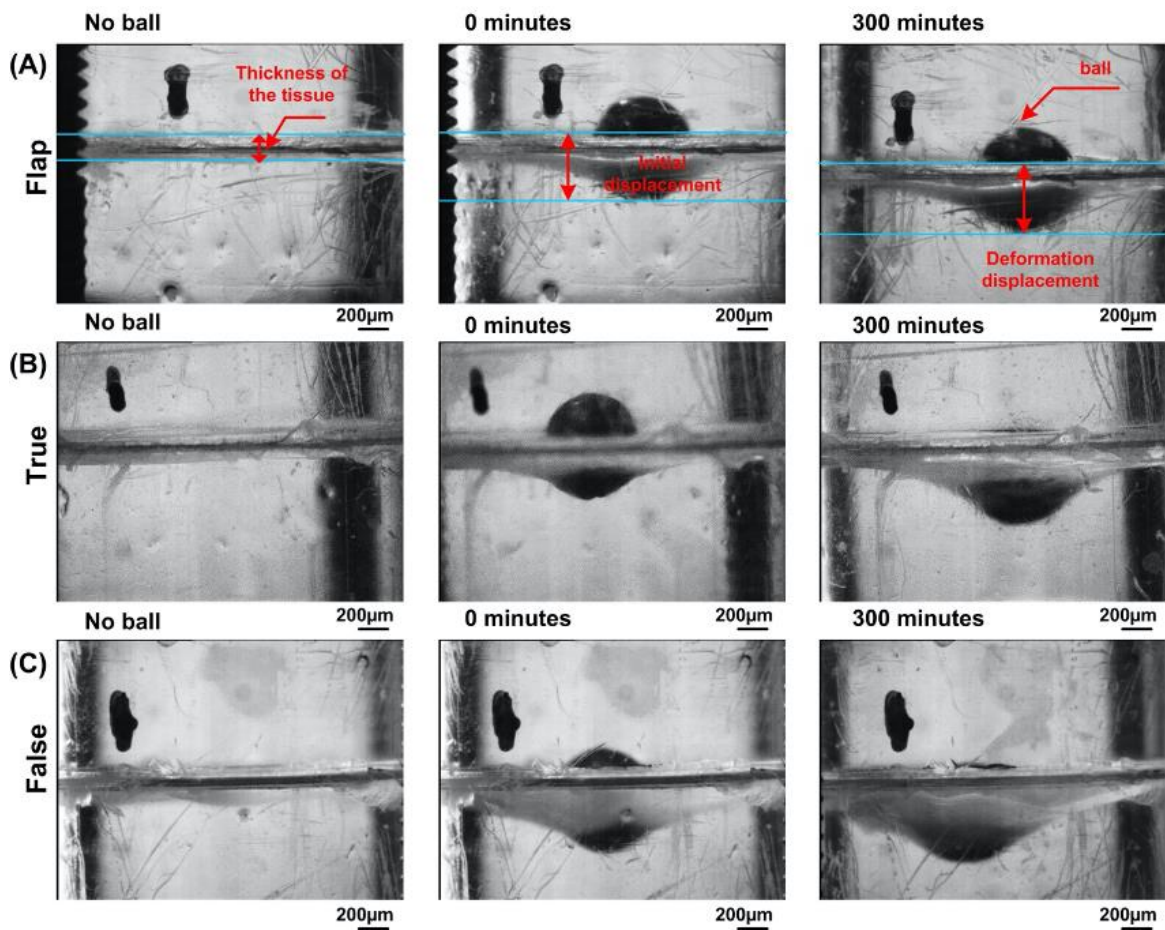 No ball
0 minutes
300 minutes
(A)
Flap
Thickness of
the tissue
Initial
displacement
ball
Deformation
displacement
200µm
200µm
200µm
No ball
0 minutes
300 minutes
(B)
True
200µm
200µm
200µm
No ball
0 minutes
300 minutes
(C)
False
200µm
200µm
200µm